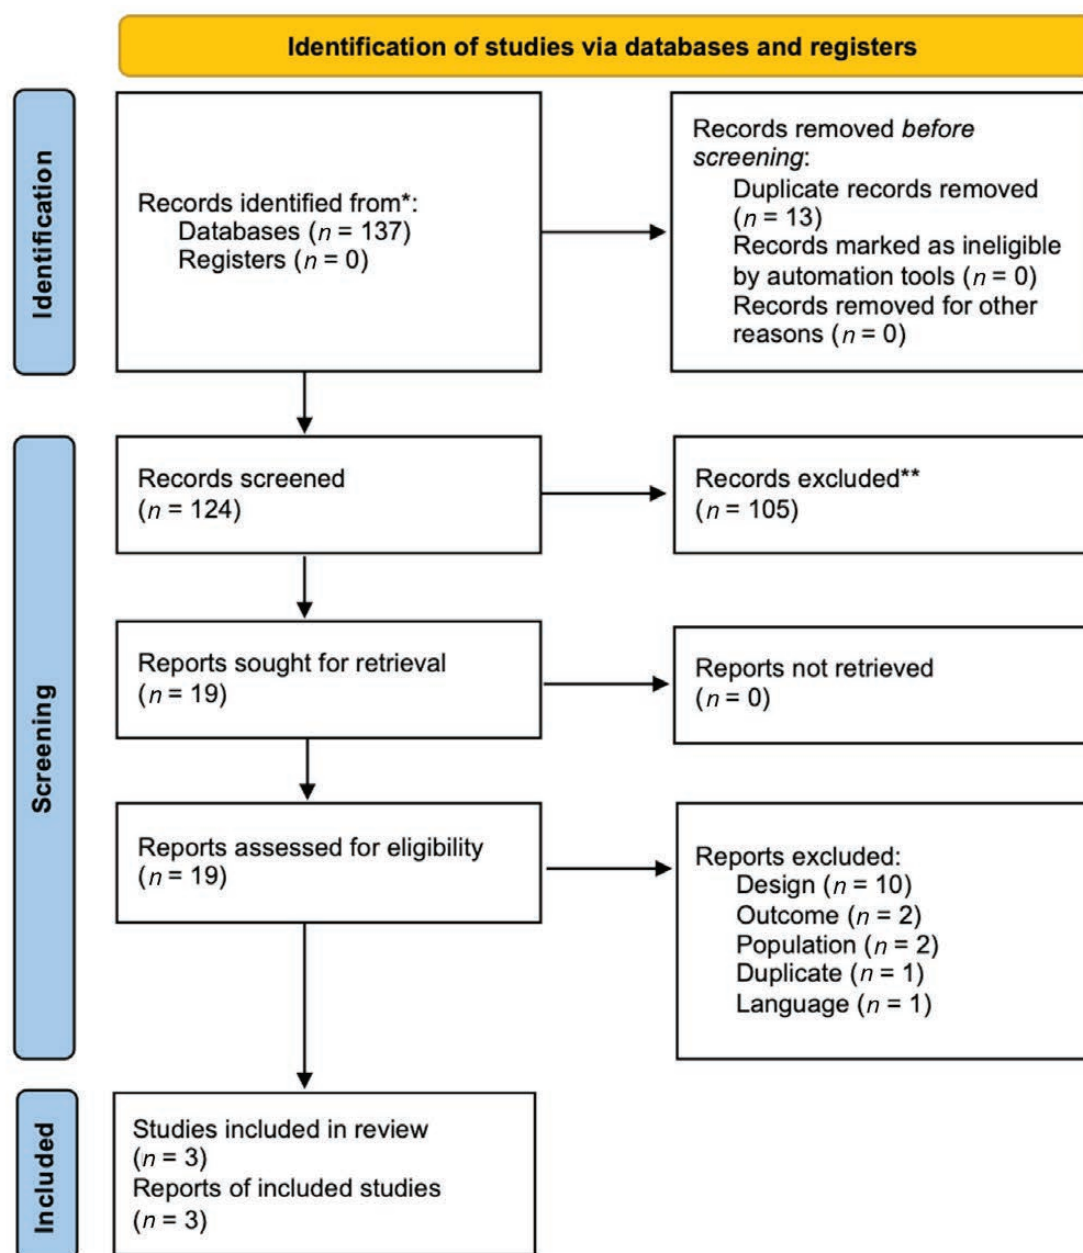 Identification of studies via databases and registers
Identification
Records identified from*:
Databases (n = 137)
Registers (n = 0)
Records removed before
screening:
Duplicate records removed
(n = 13)
Records marked as ineligible
by automation tools (n = 0)
Records removed for other
reasons (n = 0)
Screening
Records screened
(n = 124)
Records excluded**
(n = 105)
Reports sought for retrieval
(n = 19)
Reports not retrieved
(n = 0)
Reports assessed for eligibility
(n = 19)
Reports excluded:
Design (n = 10)
Outcome (n = 2)
Population (n = 2)
Duplicate (n = 1)
Language (n = 1)
Included
Studies included in review
(n = 3)
Reports of included studies
(n = 3)